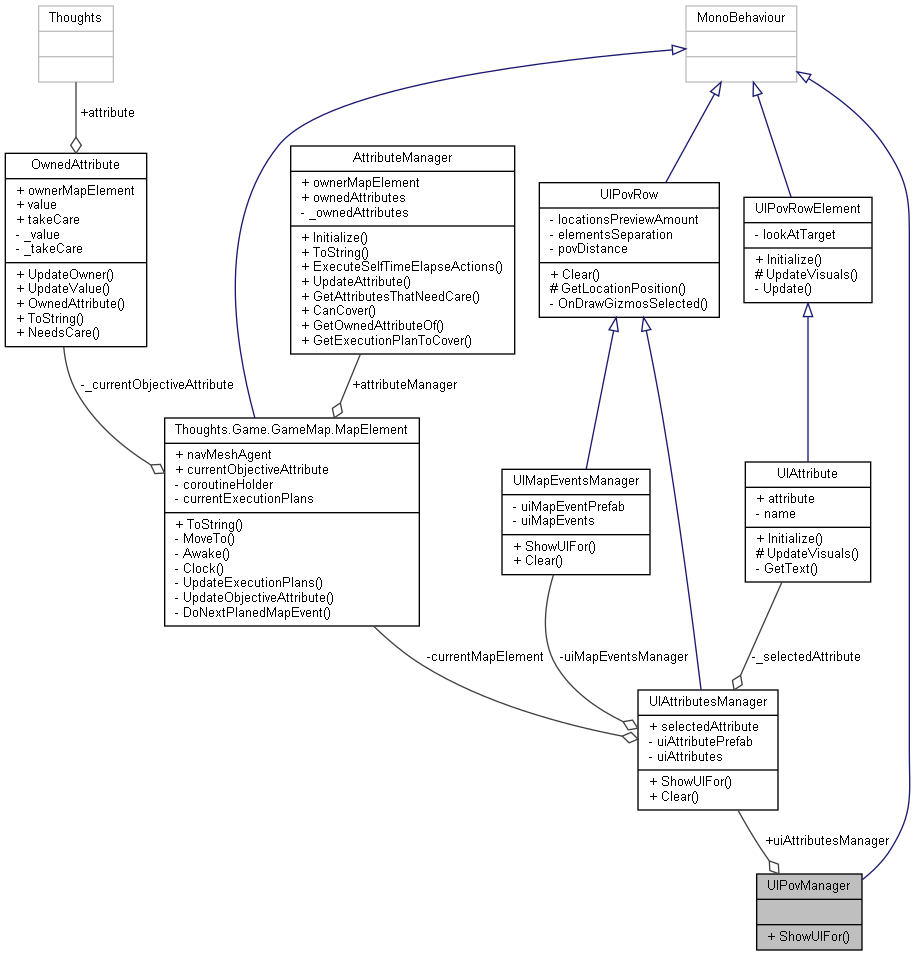 Thoughts
MonoBehaviour
+attribute
OwnedAttribute
+ ownerMapElement
+ value
+ takeCare
- _value
- _takeCare
+ UpdateOwner()
+ UpdateValue()
+ OwnedAttribute()
+ ToString()
+ NeedsCare()
AttributeManager
+ ownerMapElement
+ ownedAttributes
- _ownedAttributes
+ Initialize()
+ ToString()
+ ExecuteSelfTimeElapseActions()
+ UpdateAttribute()
+ GetAttributesThatNeedCare()
+ CanCover()
+ GetOwnedAttributeOf()
+ GetExecutionPlanToCover()
UIPovRow
- locationsPreviewAmount
- elementsSeparation
- povDistance
+ Clear()
# GetLocationPosition()
- OnDrawGizmosSelected()
UIPovRowElement
- lookAtTarget
+ Initialize()
# UpdateVisuals()
- Update()
-_currentObjectiveAttribute
+attributeManager
Thoughts.Game.GameMap.MapElement
+ navMeshAgent
+ currentObjectiveAttribute
- coroutineHolder
- currentExecutionPlans
+ ToString()
- MoveTo()
- Awake()
- Clock()
- UpdateExecutionPlans()
- UpdateObjectiveAttribute()
- DoNextPlanedMapEvent()
UIMapEventsManager
- uiMapEventPrefab
- uiMapEvents
+ ShowUIFor()
+ Clear()
UIAttribute
+ attribute
- name
+ Initialize()
# UpdateVisuals()
- GetText()
-currentMapElement
-uiMapEventsManager
-_selectedAttribute
UIAttributesManager
+ selectedAttribute
- uiAttributePrefab
- uiAttributes
+ ShowUIFor()
+ Clear()
+uiAttributesManager
UIPovManager
+ ShowUIFor()